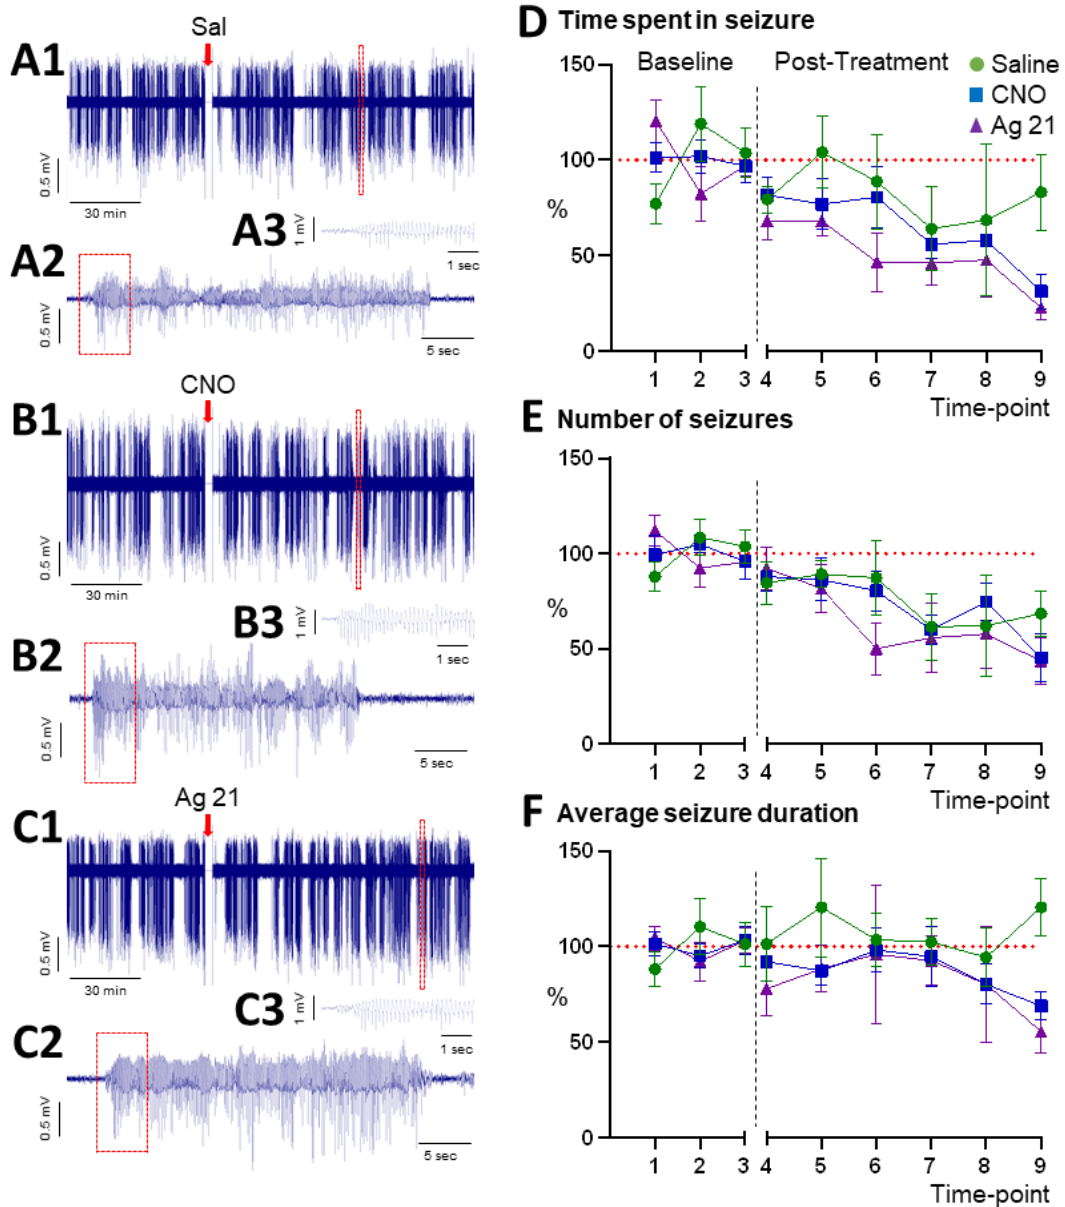 Sal
A1
0.5 mV
30 min
A3
1 mV
1 sec
A2
0.5 mV
5 sec
CNO
B1
0.5 mV
30 min
B3
1 mV
1 sec
B2
0.5 mV
5 sec
Ag 21
C1
0.5 mV
30 min
C3
1 mV
1 sec
C2
0.5 mV
5 sec
D Time spent in seizure
150
Baseline Post-Treatment
Saline
CNO
Ag 21
100
%
50
0
1 2 3 4 5 6 7 8 9
Time-point
E Number of seizures
150
100
%
50
0
1 2 3 4 5 6 7 8 9
Time-point
F Average seizure duration
150
100
%
50
0
1 2 3 4 5 6 7 8 9
Time-point